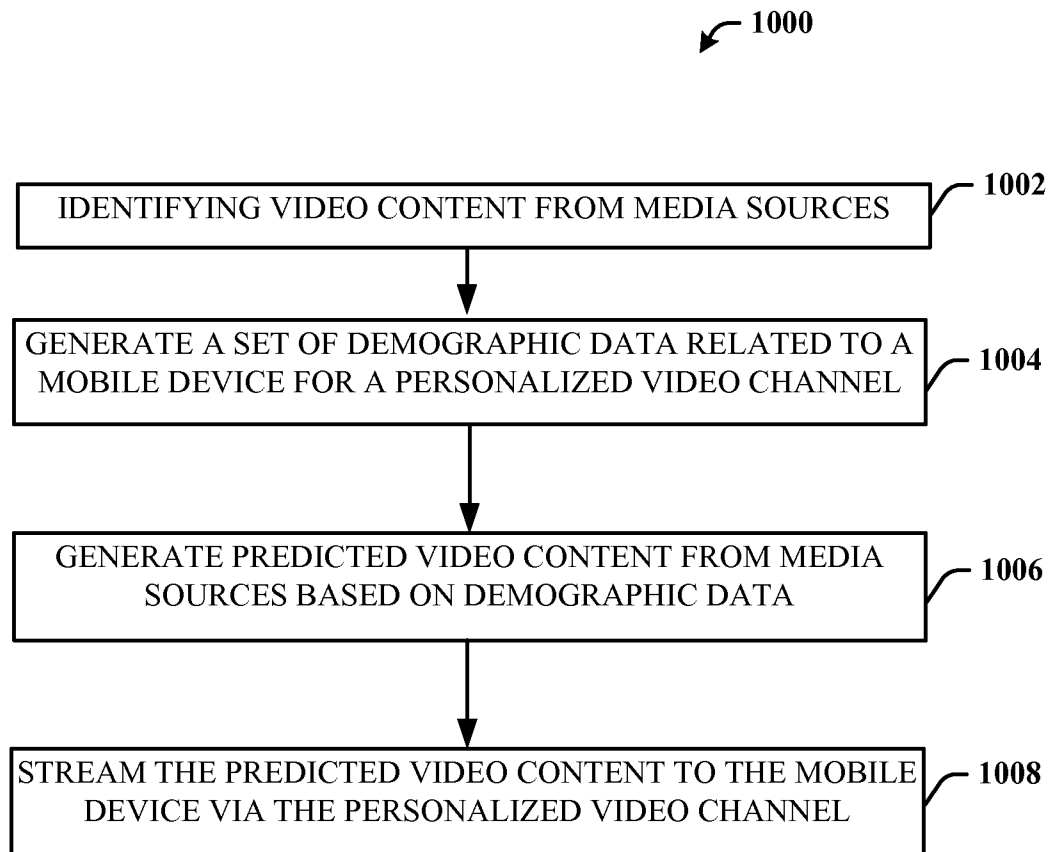 1000
IDENTIFYING VIDEO CONTENT FROM MEDIA SOURCES
1002
GENERATE A SET OF DEMOGRAPHIC DATA RELATED TO A
MOBILE DEVICE FOR A PERSONALIZED VIDEO CHANNEL
1004
GENERATE PREDICTED VIDEO CONTENT FROM MEDIA
SOURCES BASED ON DEMOGRAPHIC DATA
1006
STREAM THE PREDICTED VIDEO CONTENT TO THE MOBILE
DEVICE VIA THE PERSONALIZED VIDEO CHANNEL
1008